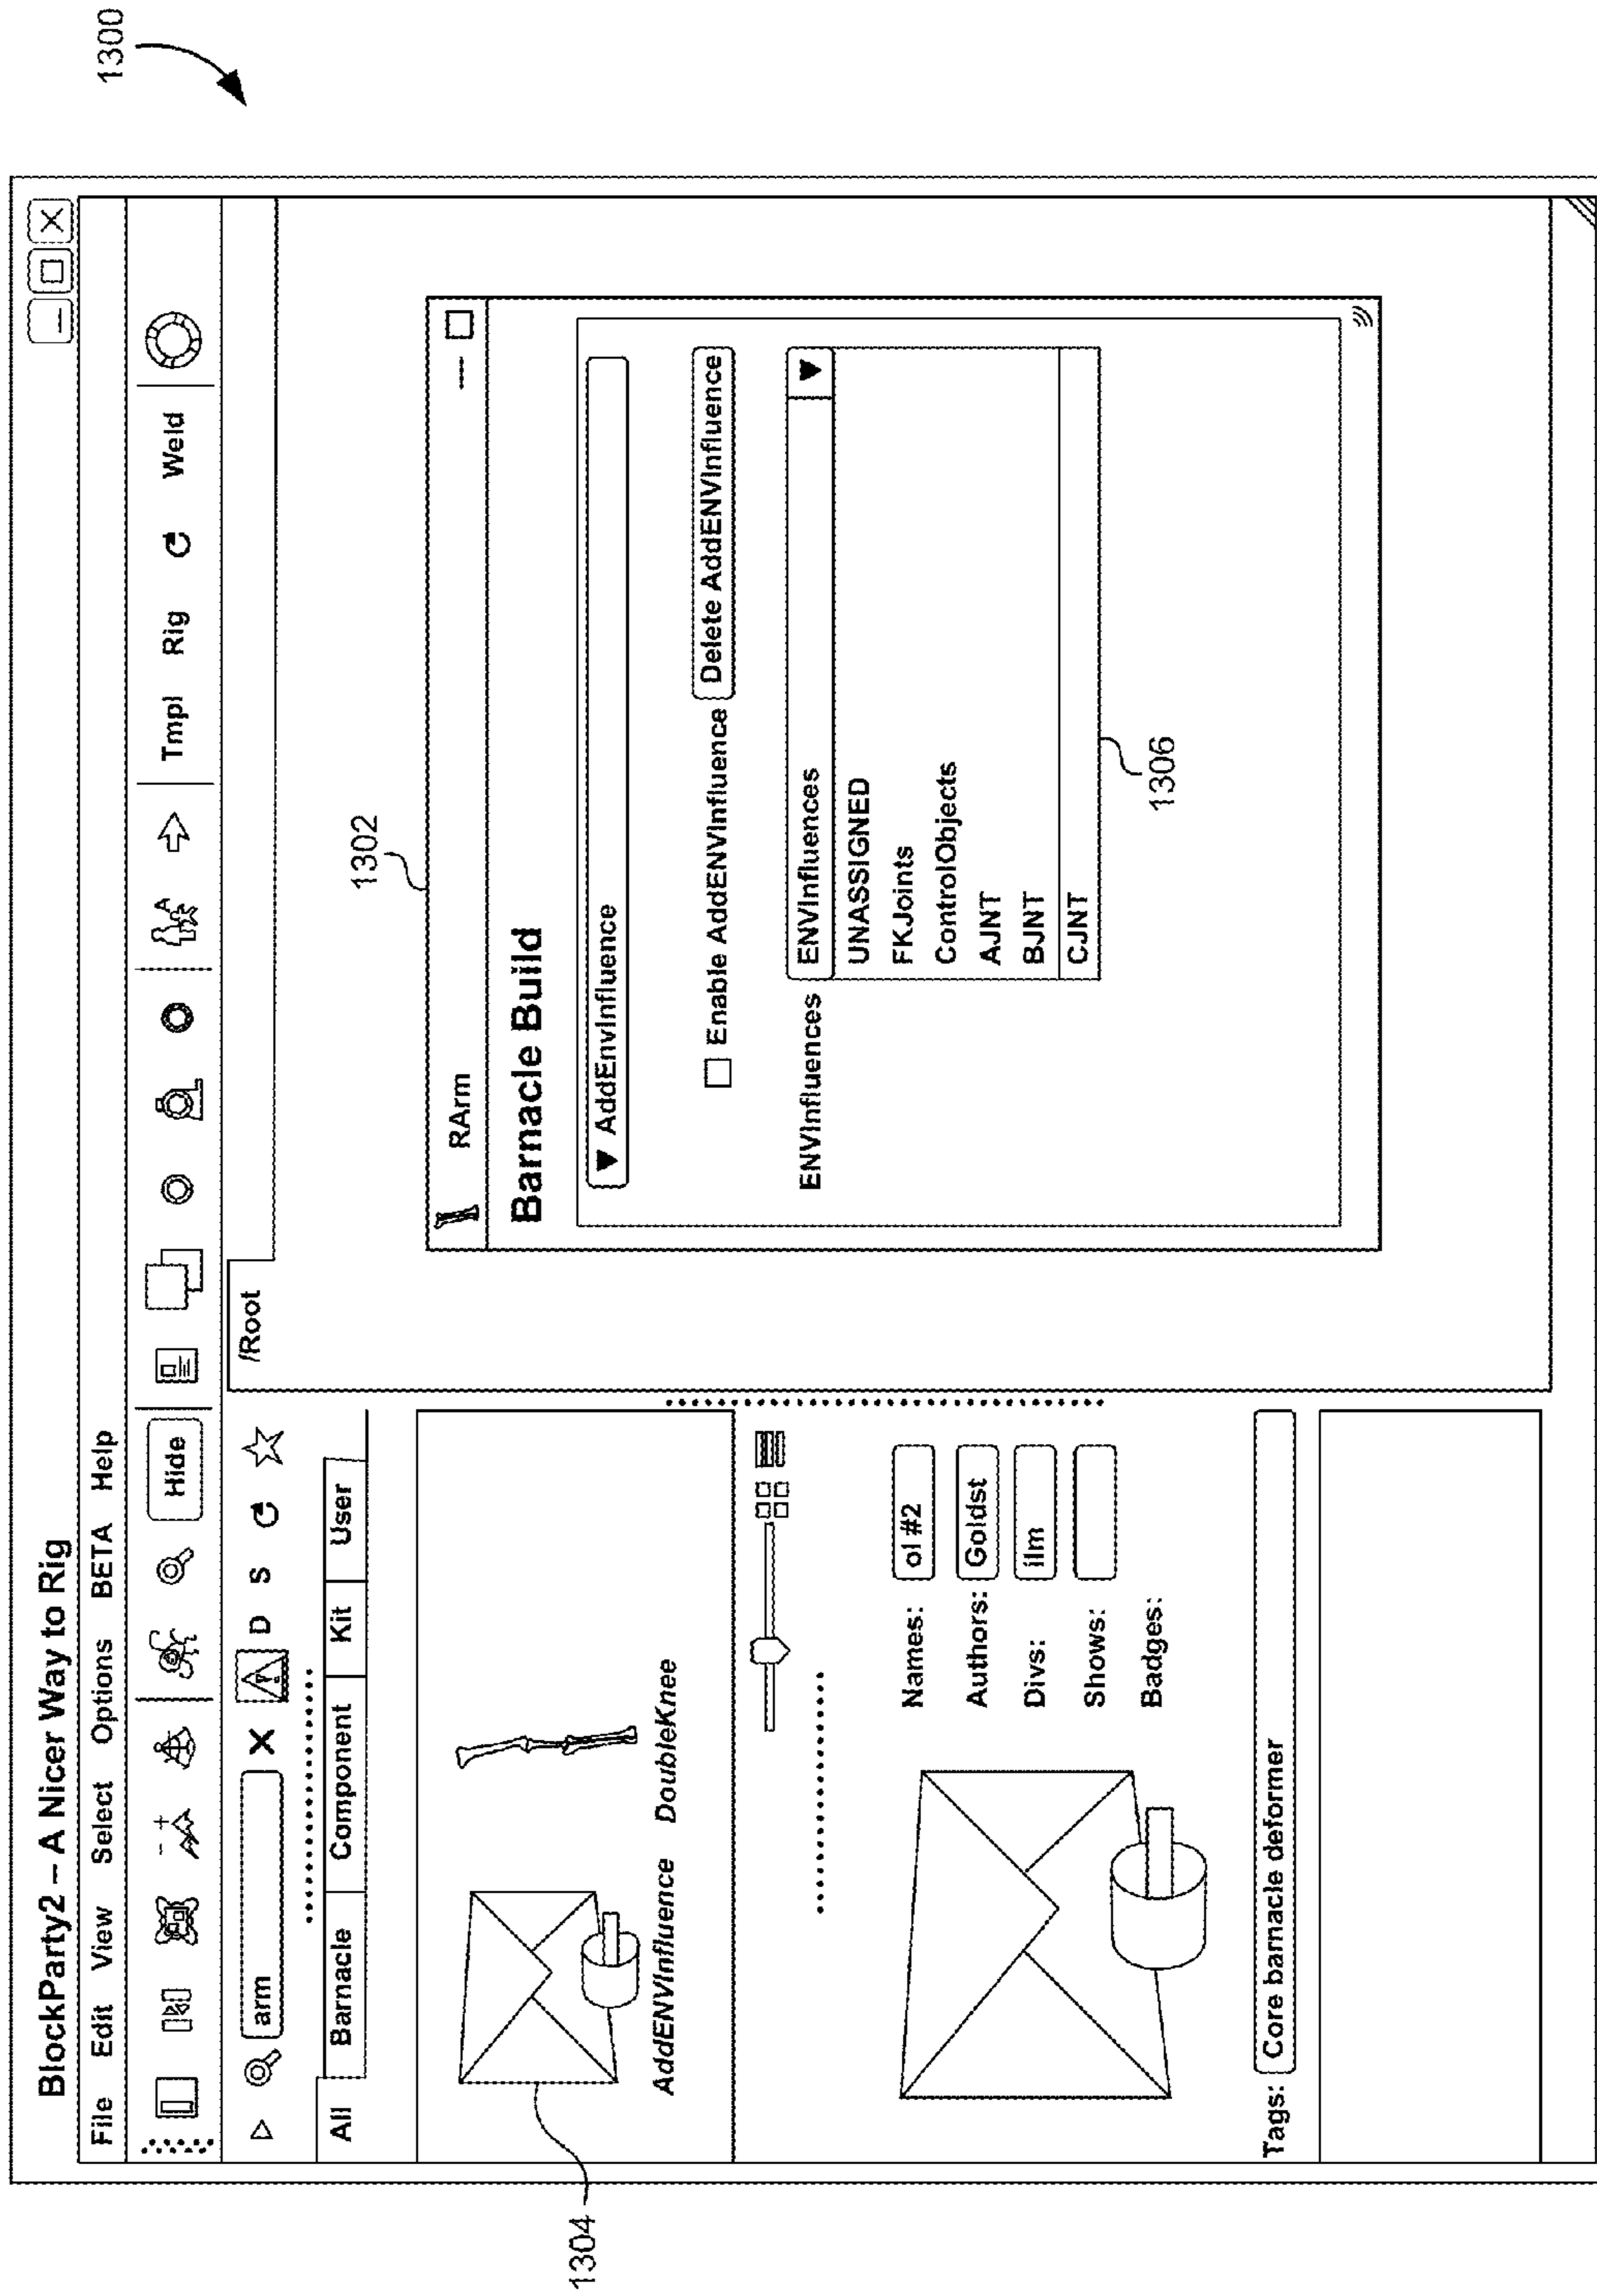 1300
BlockParty2 – A Nicer Way to Rig
File Edit View Select Options BETA Help
Hide Tmpl Rig Weld
arm X D S
/Root
All Barnacle Component Kit User
1302
RArm
Barnacle Build
AddEnvInfluence
Enable AddENVInfluence Delete AddENVInfluence
ENVInfluences ENVInfluences
UNASSIGNED
FKJoints
ControlObjects
AJNT
BJNT
CJNT
1306
1304
AddENVInfluence DoubleKnee
Names: ol #2
Authors: Goldst
Divs: ilm
Shows:
Badges:
Tags: Core barnacle deformer